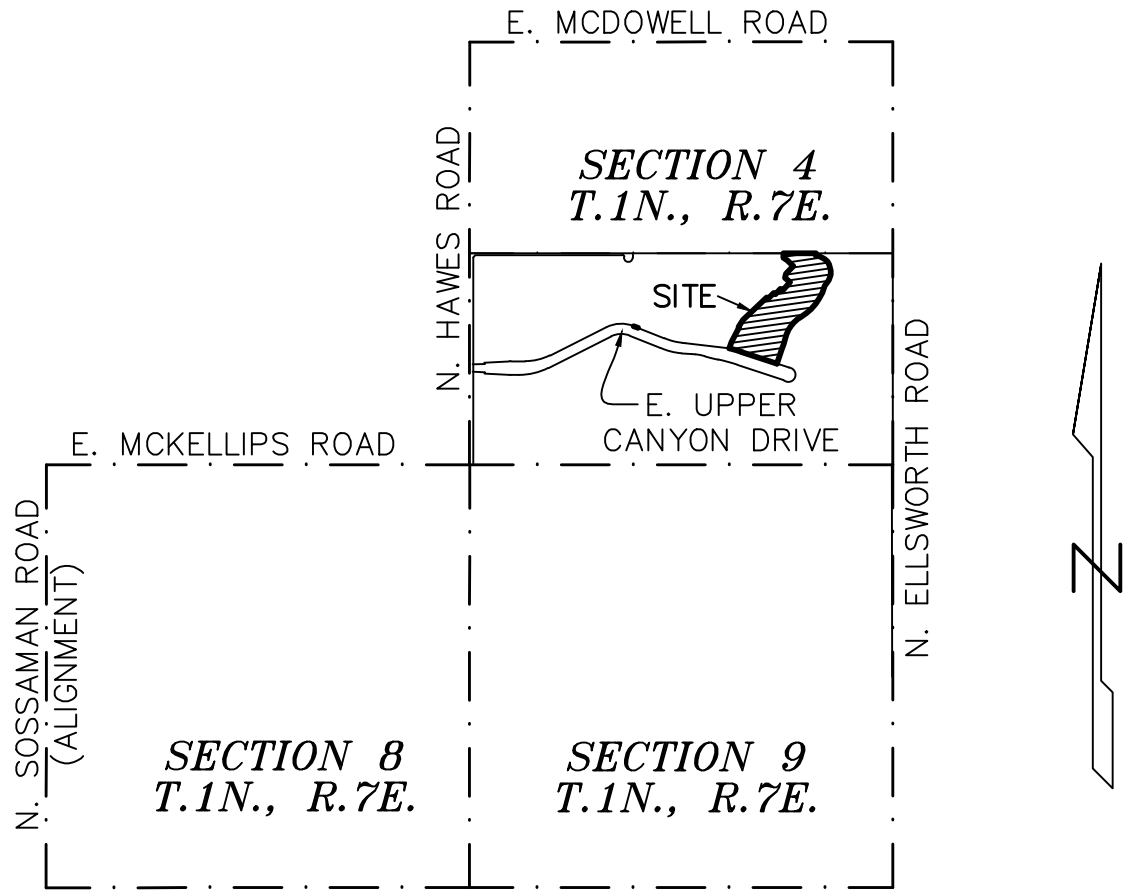 E. MCDOWELL ROAD
N. HAWES ROAD
SECTION 4
T.1N., R.7E.
SITE
E. UPPER
CANYON DRIVE
N. ELLSWORTH ROAD
E. MCKELLIPS ROAD
N. SOSSAMAN ROAD
(ALIGNMENT)
SECTION 8
T.1N., R.7E.
SECTION 9
T.1N., R.7E.
N